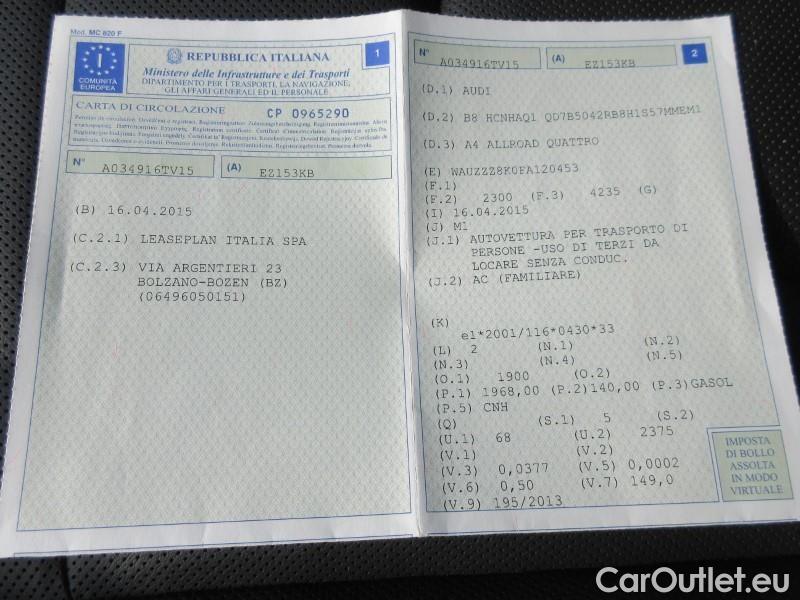 Mod. MC 820 F
I
COMUNITÀ
EUROPEA
REPUBBLICA ITALIANA
1
Ministero delle Infrastrutture e dei Trasporti
DIPARTIMENTO PER I TRASPORTI, LA NAVIGAZIONE,
GLI AFFARI GENERALI ED IL PERSONALE
CARTA DI CIRCOLAZIONE CP 0965290
N° A034916TV15 (A) EZ153KB
(B) 16.04.2015
(C.2.1) LEASEPLAN ITALIA SPA
(C.2.3) VIA ARGENTIERI 23
BOLZANO-BOZEN (BZ)
(06496050151)
N° A034916TV15 (A) EZ153KB 2
(D.1) AUDI
(D.2) B8 HCNHAQ1 QD7B5042RB8H1S57MMEM1
(D.3) A4 ALLROAD QUATTRO
(E) WAUZZZ8K0FA120453
(F.1)
(F.2) 2300 (F.3) 4235 (G)
(I) 16.04.2015
(J) M1
(J.1) AUTOVETTURA PER TRASPORTO DI
PERSONE -USO DI TERZI DA
LOCARE SENZA CONDUC.
(J.2) AC (FAMILIARE)
(K)
e1*2001/116*0430*33
(L) 2 (N.1) (N.2)
(N.3) (N.4) (N.5)
(O.1) 1900 (O.2)
(P.1) 1968,00 (P.2)140,00 (P.3)GASOL
(P.5) CNH
(Q) (S.1) 5 (S.2)
(U.1) 68 (U.2) 2375
(V.1) (V.2)
(V.3) 0,0377 (V.5) 0,0002
(V.6) 0,50 (V.7) 149,0
(V.9) 195/2013
IMPOSTA
DI BOLLO
ASSOLTA
IN MODO
VIRTUALE
CarOutlet.eu